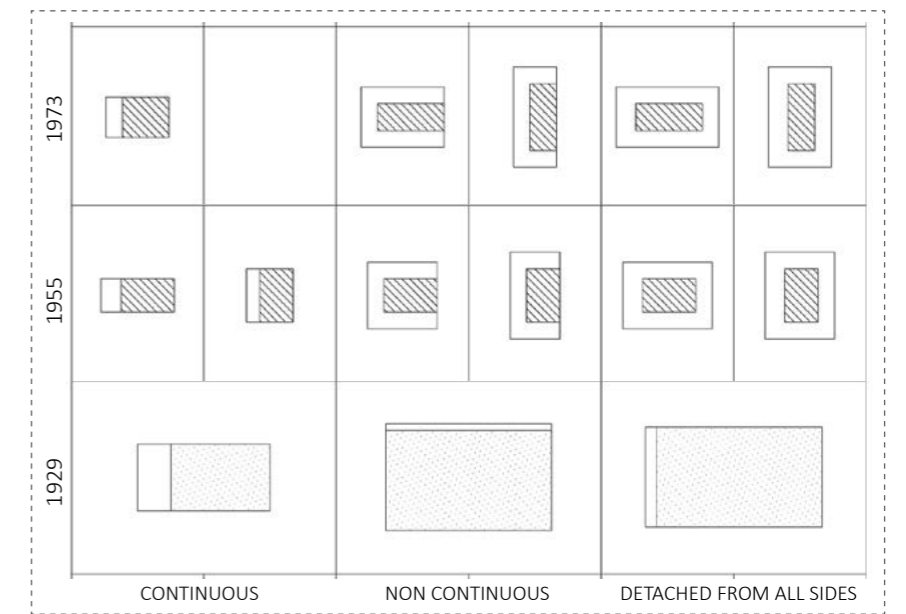 1973
1955
1929
CONTINUOUS
NON CONTINUOUS
DETACHED FROM ALL SIDES